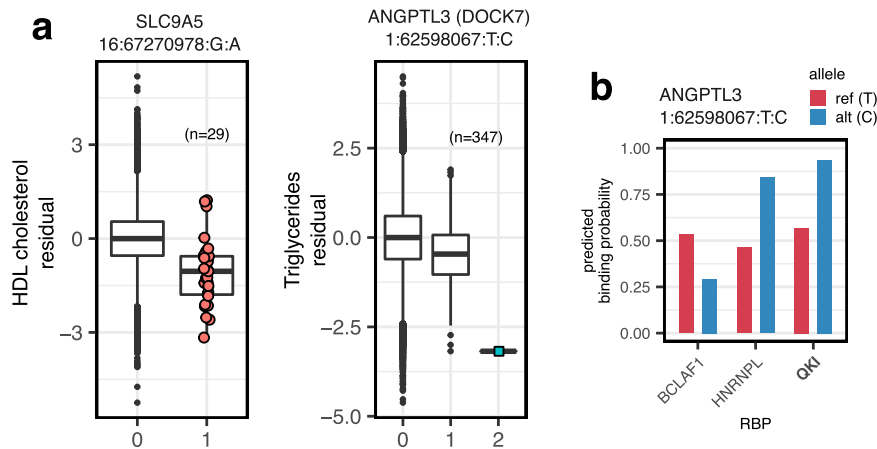 a
SLC9A5
16:67270978:G:A
HDL cholesterol
residual
3
0
−3
(n=29)
0
1
ANGPTL3 (DOCK7)
1:62598067:T:C
Triglycerides
residual
2.5
0.0
−2.5
−5.0
(n=347)
0
1
2
b
ANGPTL3
1:62598067:T:C
allele
ref (T)
alt (C)
predicted
binding probability
1.00
0.75
0.50
0.25
0.00
BCLAF1
HNRNPL
QKI
RBP